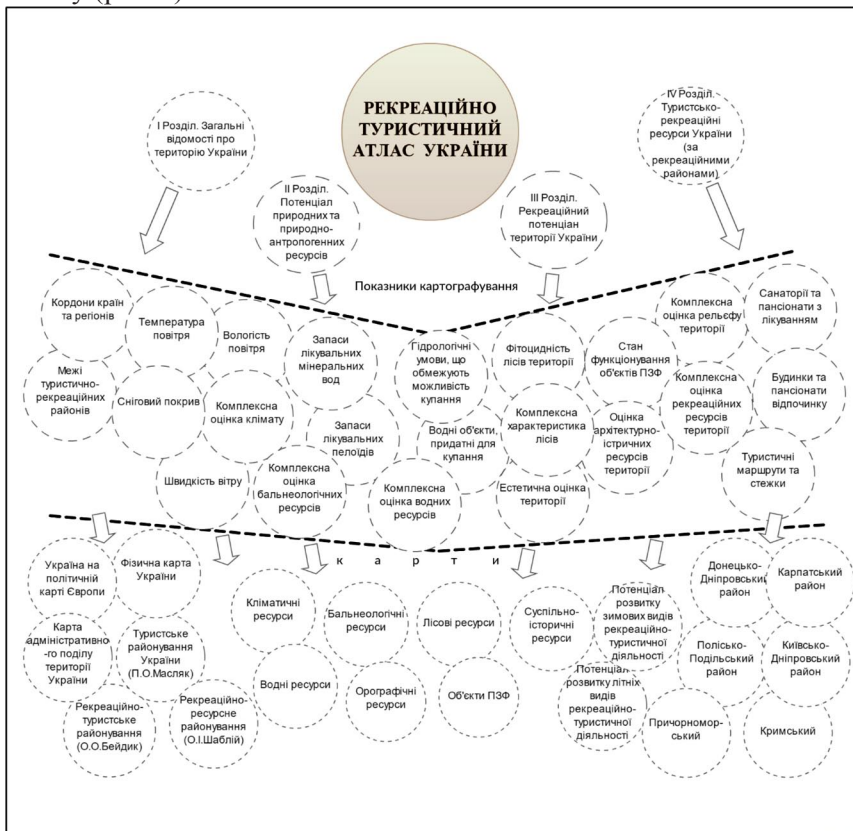 РЕКРЕАЦІЙНО
ТУРИСТИЧНИЙ
АТЛАС УКРАЇНИ
І Розділ. Загальні
відомості про
територію України
ІІ Розділ.
Потенціал
природних та
природно-
антропогенних
ресурсів
ІІІ Розділ.
Рекреаційний
потенціан
території України
IV Розділ.
Туристсько-
рекреаційні
ресурси України
(за
рекреаційними
районами)
Показники картографування
Кордони країн
та регіонів
Межі
туристично-
рекреаційних
районів
Температура
повітря
Сніговий покрив
Вологість
повітря
Комплексна
оцінка клімату
Швидкість вітру
Запаси
лікувальних
мінеральних
вод
Запаси
лікувальних
пелоїдів
Комплексна
оцінка
бальнеологічних
ресурсів
Гідрологічні
умови, що
обмежують
можливість
купання
Водні об'єкти,
придатні для
купання
Комплексна
оцінка водних
ресурсів
Фітоцидність
лісів території
Комплексна
характеристика
лісів
Естетична оцінка
території
Стан
функціонування
об'єктів ПЗФ
Оцінка
архітектурно-
істричних
ресурсів
території
Комплексна
оцінка рельєфу
території
Комплексна
оцінка
рекреаційних
ресурсів
території
Санаторії та
пансіонати з
лікуванням
Будинки та
пансіонати
відпочинку
Туристичні
маршрути та
стежки
карти
Україна на
політичній
карті Європи
Фізична карта
України
Карта
адміністративно-
го поділу
території
України
Туристське
районування
України
(П.О.Масляк)
Рекреаційно-
туристське
районування
(О.О.Бейдик)
Рекреаційно-
ресурсне
районування
(О.І.Шаблій)
Кліматичні
ресурси
Водні ресурси
Бальнеологічні
ресурси
Орографічні
ресурси
Лісові ресурси
Об'єкти ПЗФ
Суспільно-
історичні
ресурси
Потенціал
розвитку
зимових видів
рекреаційно-
туристичної
діяльності
Потенціал
розвитку літніх
видів
рекреаційно-
туристичної
діяльності
Донецько-
Дніпровський
район
Карпатський
район
Полісько-
Подільський
район
Київсько-
Дніпровський
район
Причорномор-
ський
Кримський